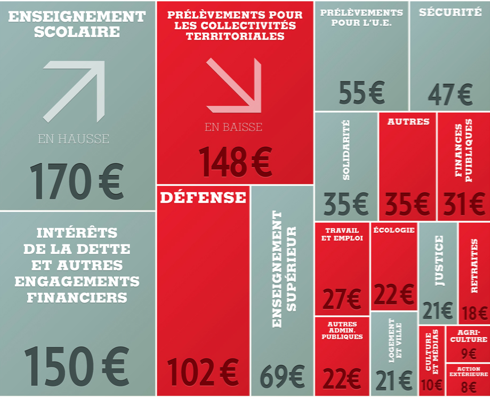 ENSEIGNEMENT
SCOLAIRE
EN HAUSSE
170 €
PRÉLÈVEMENTS POUR
LES COLLECTIVITÉS
TERRITORIALES
EN BAISSE
148 €
PRÉLÈVEMENTS
POUR L'U.E.
55 €
SÉCURITÉ
47 €
SOLIDARITÉ
35 €
AUTRES
35 €
FINANCES
PUIBLIQUES
31 €
INTÉRÊTS
DE LA DETTE
ET AUTRES
ENGAGEMENTS
FINANCIERS
150 €
DÉFENSE
102 €
ENSEIGNEMENT
SUPÉRIEUR
69€
TRAVAIL
ET EMPLOI
27€
ÉCOLOGIE
22€
JUSTICE
21€
RETRAITES
18€
AUTRES
ADMIN.
PUBLIQUES
22€
LOGEMENT
ET VILLE
21€
CULTURE
ET MÉDIAS
10€
AGRI-
CULTURE
9€
ACTION
EXTÉRIEURE
8€